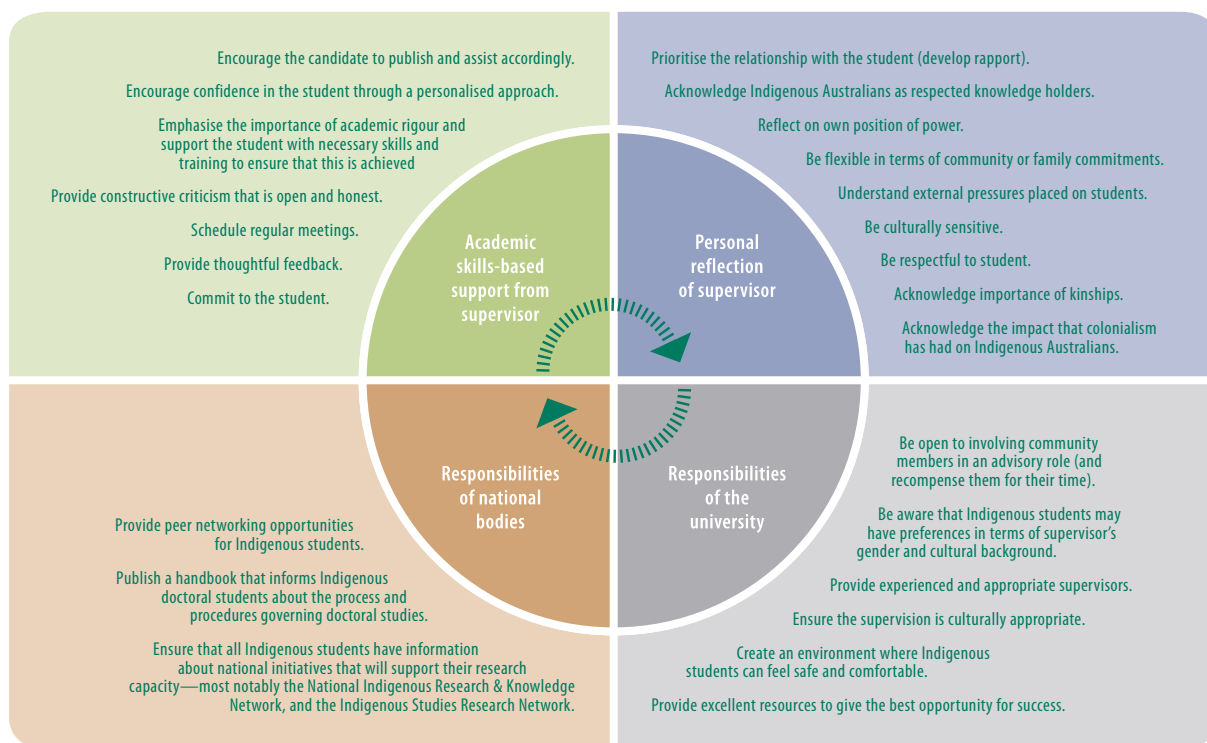 Encourage the candidate to publish and assist accordingly.
Encourage confidence in the student through a personalised approach.
Emphasise the importance of academic rigour and
support the student with necessary skills and
training to ensure that this is achieved
Provide constructive criticism that is open and honest.
Schedule regular meetings.
Provide thoughtful feedback.
Commit to the student.
Academic
skills-based
support from
supervisor
Prioritise the relationship with the student (develop rapport).
Acknowledge Indigenous Australians as respected knowledge holders.
Reflect on own position of power.
Be flexible in terms of community or family commitments.
Understand external pressures placed on students.
Be culturally sensitive.
Be respectful to student.
Acknowledge importance of kinships.
Acknowledge the impact that colonialism
has had on Indigenous Australians.
Personal
reflection
of supervisor
Responsibilities
of national
bodies
Provide peer networking opportunities
for Indigenous students.
Publish a handbook that informs Indigenous
doctoral students about the process and
procedures governing doctoral studies.
Ensure that all Indigenous students have information
about national initiatives that will support their research
capacity—most notably the National Indigenous Research & Knowledge
Network, and the Indigenous Studies Research Network.
Responsibilities
of the
university
Be open to involving community
members in an advisory role (and
recompense them for their time).
Be aware that Indigenous students may
have preferences in terms of supervisor's
gender and cultural background.
Provide experienced and appropriate supervisors.
Ensure the supervision is culturally appropriate.
Create an environment where Indigenous
students can feel safe and comfortable.
Provide excellent resources to give the best opportunity for success.